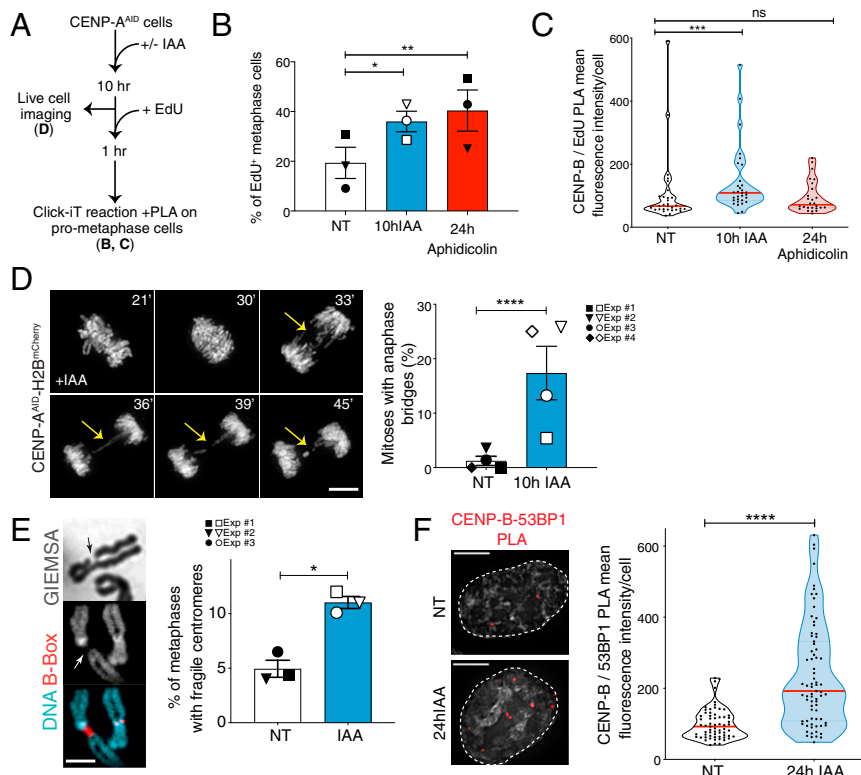 A
CENP-A^AID cells
+/- IAA
10 hr
Live cell
imaging
(D)
+ EdU
1 hr
Click-iT reaction +PLA on
pro-metaphase cells
(B, C)
B
% of EdU⁺ metaphase cells
60
40
20
0
**
*
NT
10hIAA
24h
Aphidicolin
C
CENP-B / EdU PLA mean
fluorescence intensity/cell
600
400
200
0
ns
***
NT
10h IAA
24h
Aphidicolin
D
CENP-A^AID-H2B^mCherry
21’
30’
33’
+IAA
36’
39’
45’
Mitoses with anaphase
bridges (%)
30
20
10
0
****
Exp #1
Exp #2
Exp #3
Exp #4
NT
10h IAA
E
GIEMSA
DNA B-Box
Exp #1
Exp #2
Exp #3
% of metaphases
with fragile centromeres
10
5
0
*
NT
IAA
F
CENP-B-53BP1
PLA
NT
24hIAA
CENP-B / 53BP1 PLA mean
fluorescence intensity/cell
600
400
200
0
****
NT
24h IAA